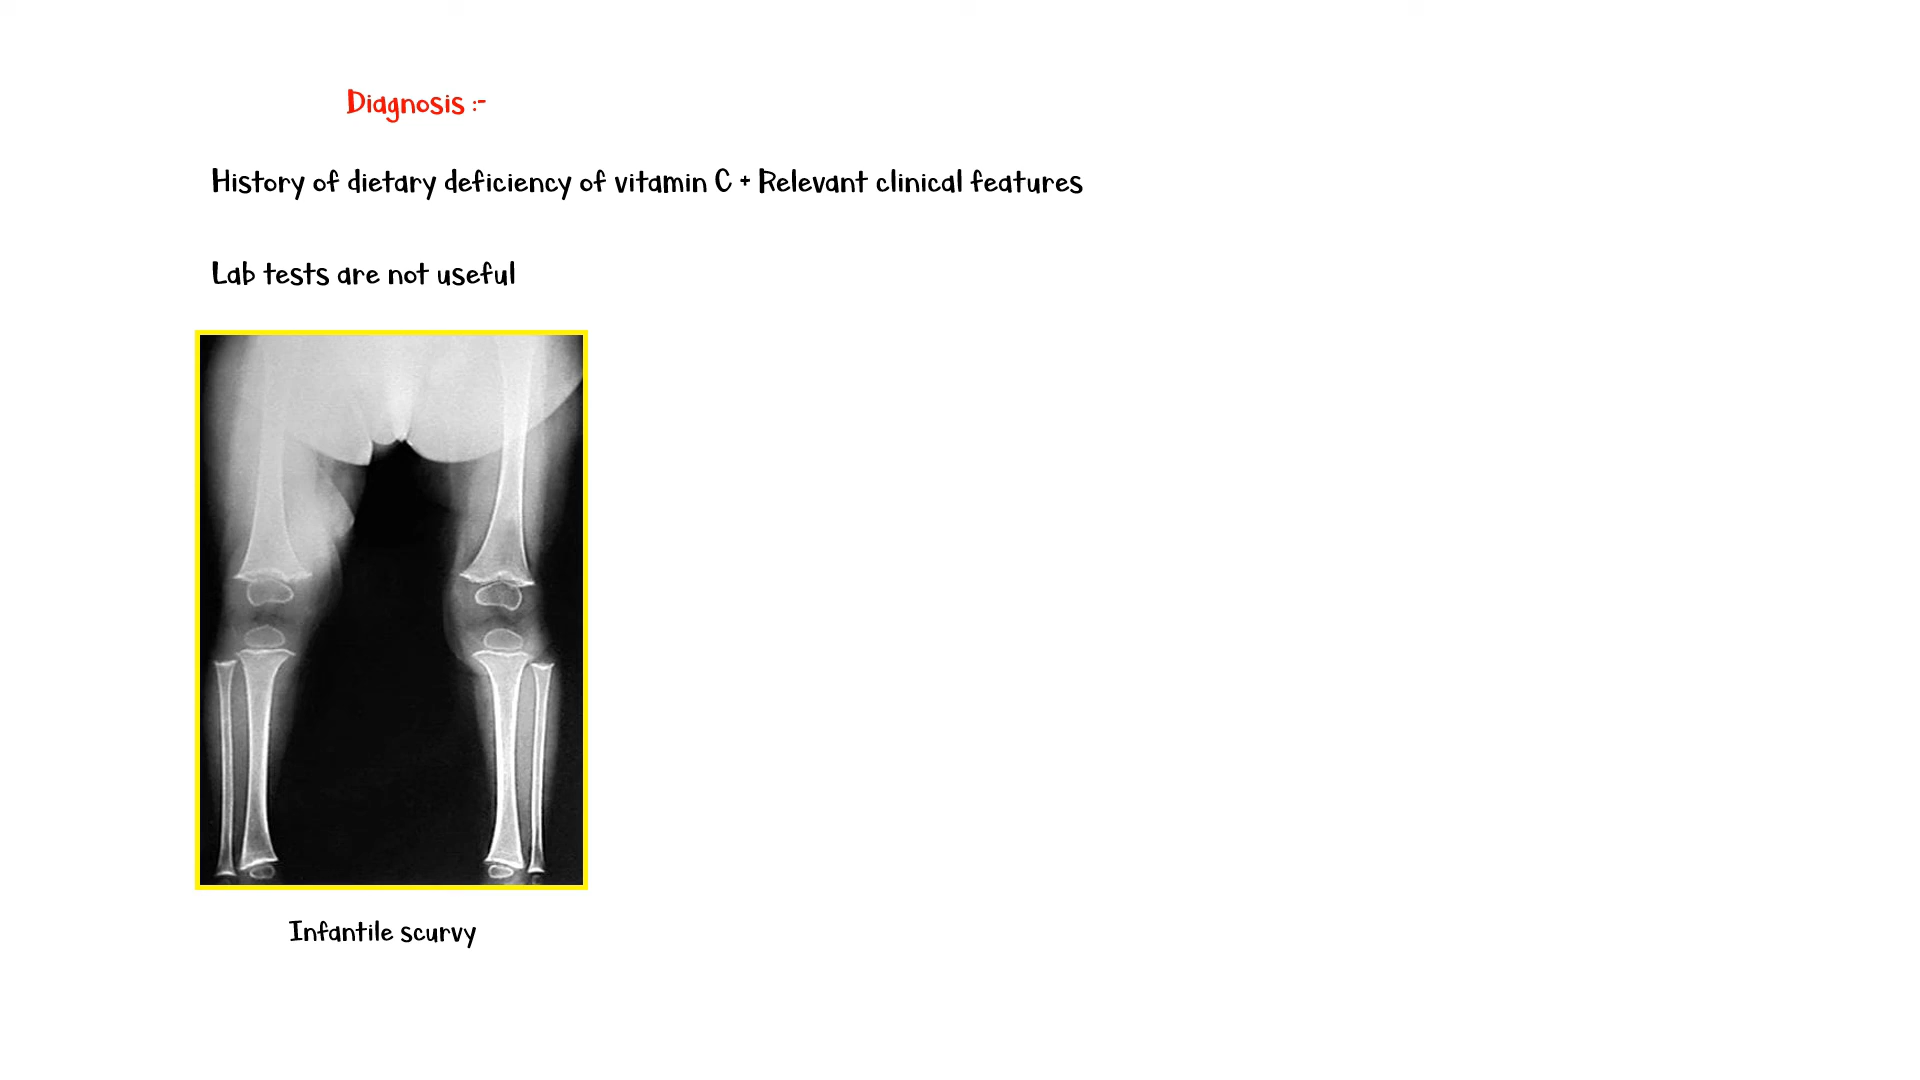 Diagnosis :-
History of dietary deficiency of vitamin C + Relevant clinical features
Lab tests are not useful
Infantile scurvy